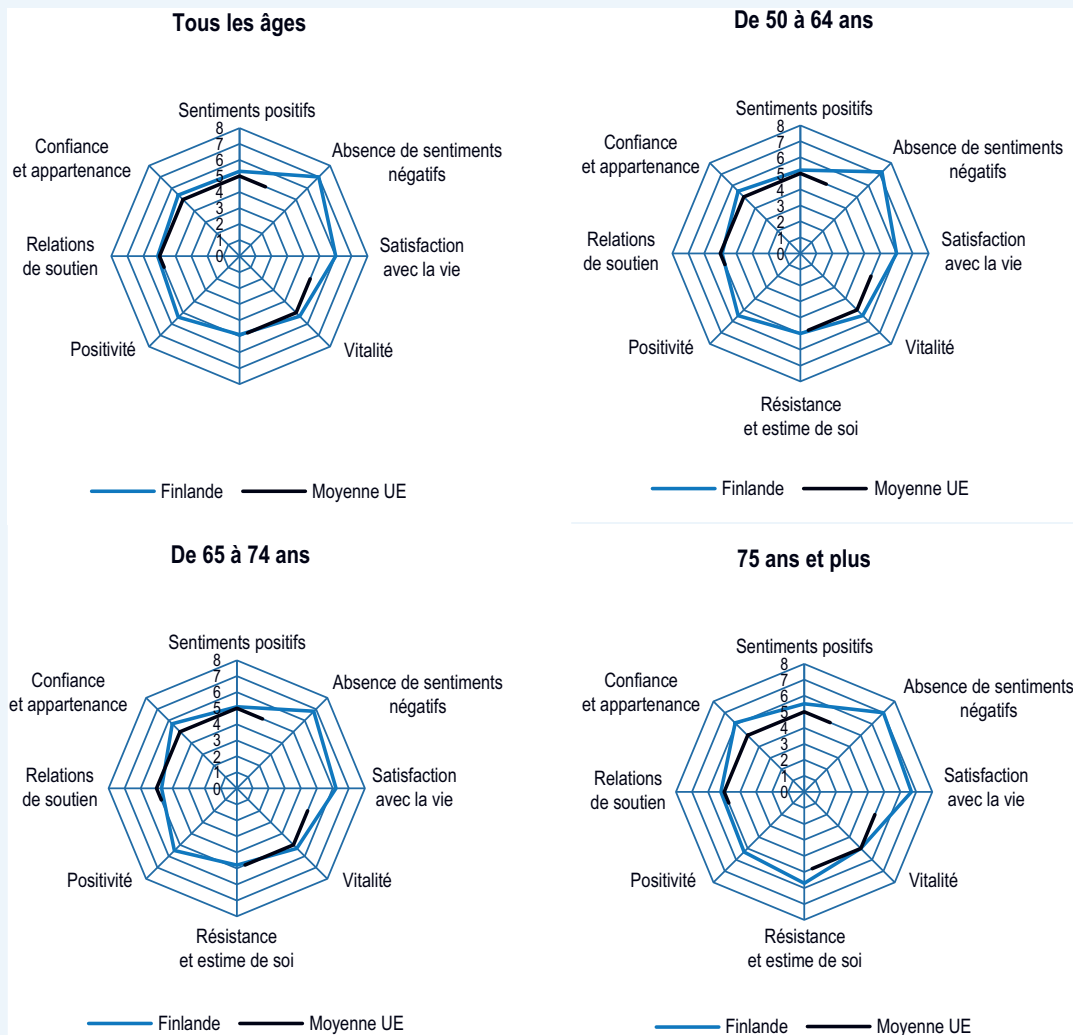 Tous les âges
Sentiments positifs
8
7
6
5
4
3
2
1
0
Absence de sentiments
négatifs
Satisfaction
avec la vie
Vitalité
Positivité
Relations
de soutien
Confiance
et appartenance
Finlande
Moyenne UE
De 50 à 64 ans
Sentiments positifs
8
7
6
5
4
3
2
1
0
Absence de sentiments
négatifs
Satisfaction
avec la vie
Vitalité
Résistance
et estime de soi
Positivité
Relations
de soutien
Confiance
et appartenance
Finlande
Moyenne UE
De 65 à 74 ans
Sentiments positifs
8
7
6
5
4
3
2
1
0
Absence de sentiments
négatifs
Satisfaction
avec la vie
Vitalité
Résistance
et estime de soi
Positivité
Relations
de soutien
Confiance
et appartenance
Finlande
Moyenne UE
75 ans et plus
Sentiments positifs
8
7
6
5
4
3
2
1
0
Absence de sentiments
négatifs
Satisfaction
avec la vie
Vitalité
Résistance
et estime de soi
Positivité
Relations
de soutien
Confiance
et appartenance
Finlande
Moyenne UE